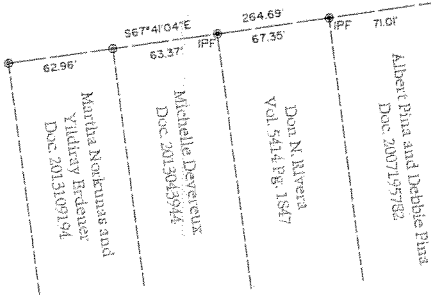 S67°41'04"E
264.69'
62.96'
63.37'
IPF
67.35'
IPF
71.01'
Martha Norkunas and
Yildiray Erdener
Doc. 2013109194
Michelle Devereux
Doc. 2013043944
Don N. Rivera
Vol. 5414 Pg. 1847
Albert Pina and Debbie Pina
Doc. 2007195782